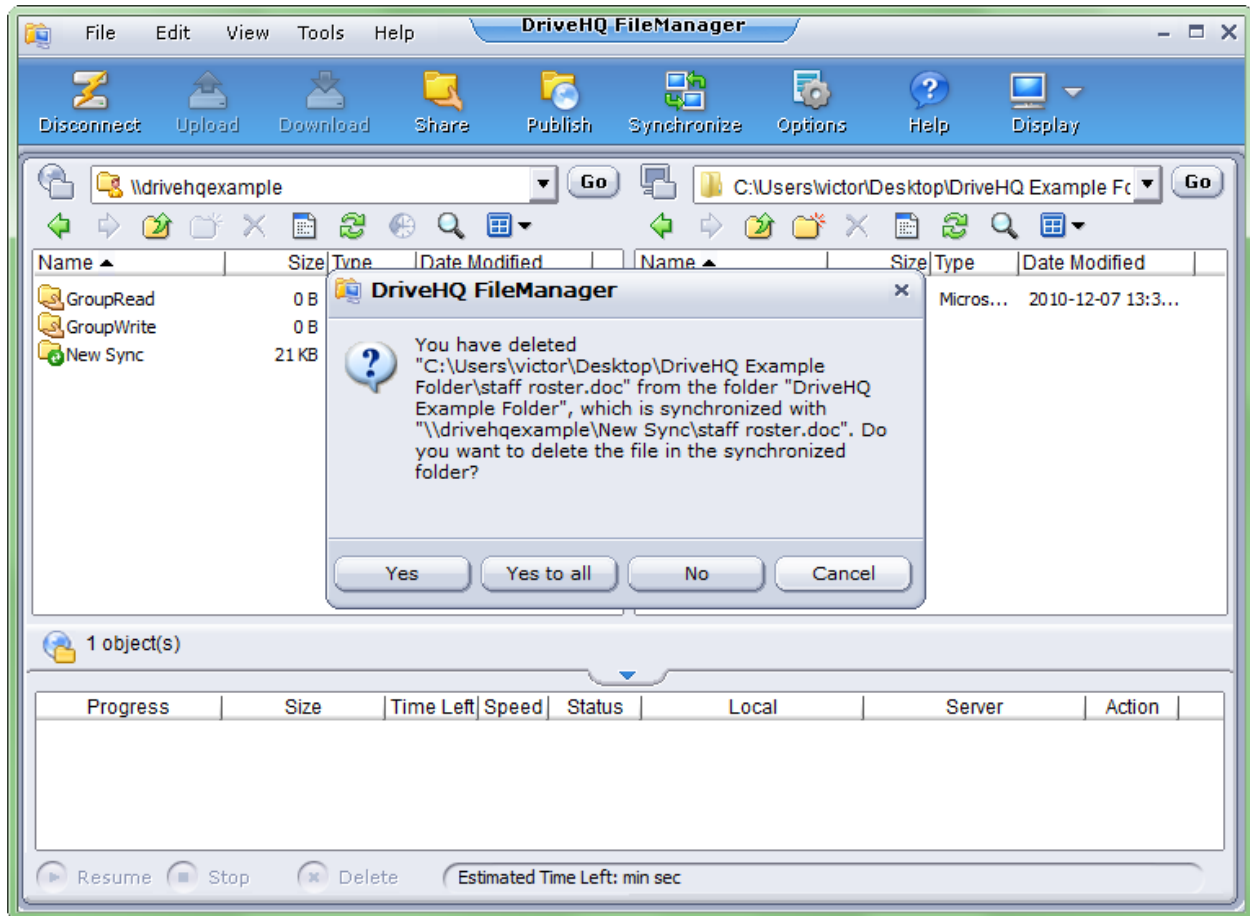 DriveHQ FileManager
File Edit View Tools Help
Disconnect Upload Download Share Publish Synchronize Options Help Display
\\drivehqexample Go C:\Users\victor\Desktop\DriveHQ Example Go
Name Size Type Date Modified Name Size Type Date Modified
GroupRead 0 B
GroupWrite 0 B
New Sync 21 KB
Micros... 2010-12-07 13:3...
DriveHQ FileManager
You have deleted
"C:\Users\victor\Desktop\DriveHQ Example
Folder\staff roster.doc" from the folder "DriveHQ
Example Folder", which is synchronized with
"\\drivehqexample\New Sync\staff roster.doc". Do
you want to delete the file in the synchronized
folder?
Yes Yes to all No Cancel
1 object(s)
Progress Size Time Left Speed Status Local Server Action
Resume Stop Delete Estimated Time Left: min sec